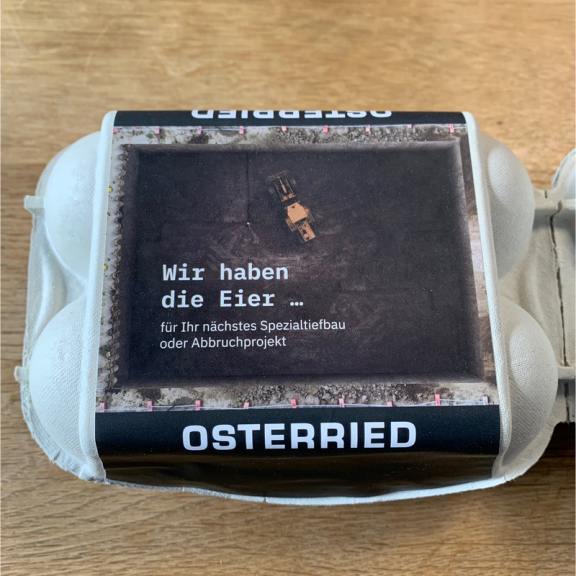 OSTERRIED
Wir haben
die Eier …
für Ihr nächstes Spezialtiefbau
oder Abbruchprojekt
OSTERRIED